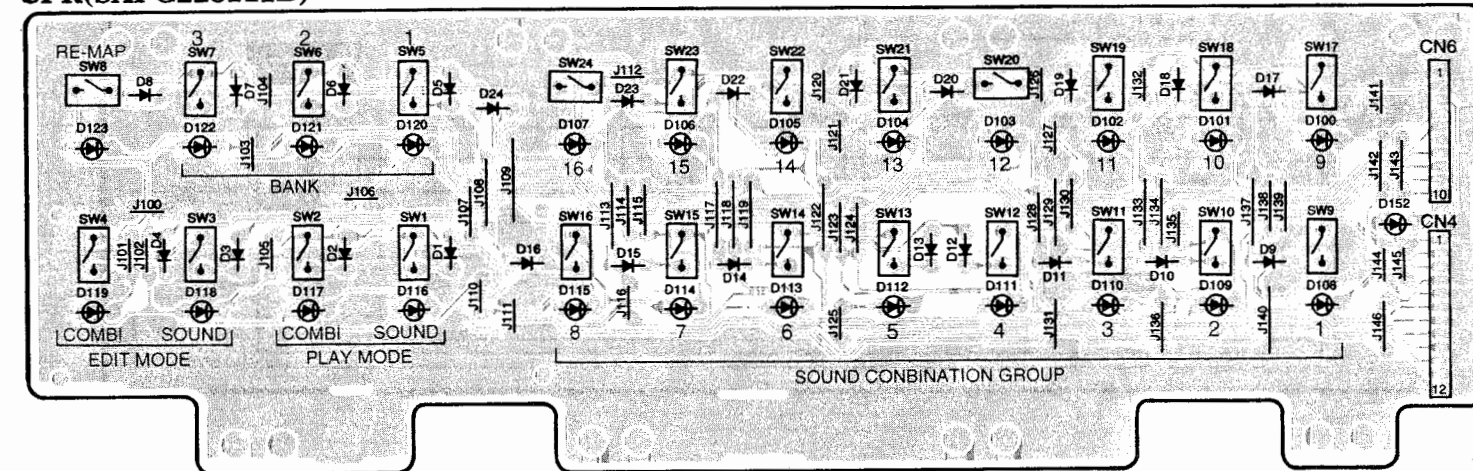 3 2 1
RE-MAP SW7 SW6 SW5 SW23 SW22 SW21 SW19 SW18 SW17 CN6
SW8 SW24 SW20
D8 D7 J104 D6 D5 D24 J112 D23 D22 J120 D21 D20 J126 D19 J132 D18 D17 J141 1
D123 D122 D121 D120 D107 D106 D105 J121 D104 D103 J127 D102 D101 D100
J103 16 15 14 13 12 11 10 9 J142 J143
BANK
J106 J107 J108 J109 10
J100 J113 J114 J115 J117 J118 J119 J122 J123 J124 J128 J129 J130 J133 J134 J135 J137 J138 J139 D152
SW4 SW3 SW2 SW1 SW16 SW15 SW14 SW13 SW12 SW11 SW10 SW9 CN4
J101 J102 D4 D3 J105 D2 D1 D16 D15 D14 D13 D12 D11 D10 D9 J144 J145 1
D119 D118 D117 D116 J110 D115 J116 D114 D113 D112 D111 D110 D109 D108
COMBI SOUND COMBI SOUND J111 8 7 6 J125 5 4 J131 3 J136 2 J140 1 J146
EDIT MODE PLAY MODE
SOUND CONBINATION GROUP 12